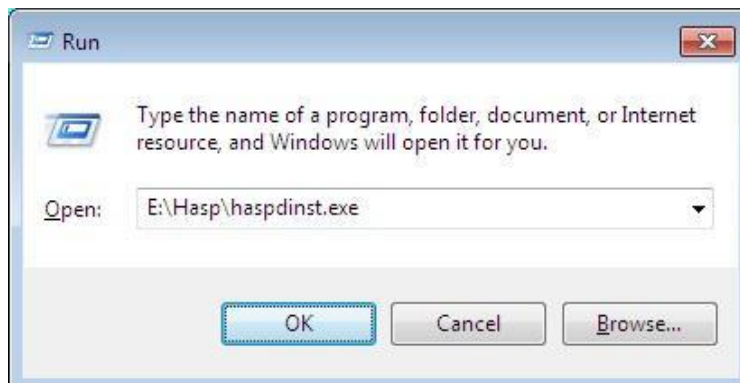 Run
Type the name of a program, folder, document, or Internet
resource, and Windows will open it for you.
Open: E:\Hasp\haspdinst.exe
OK Cancel Browse...